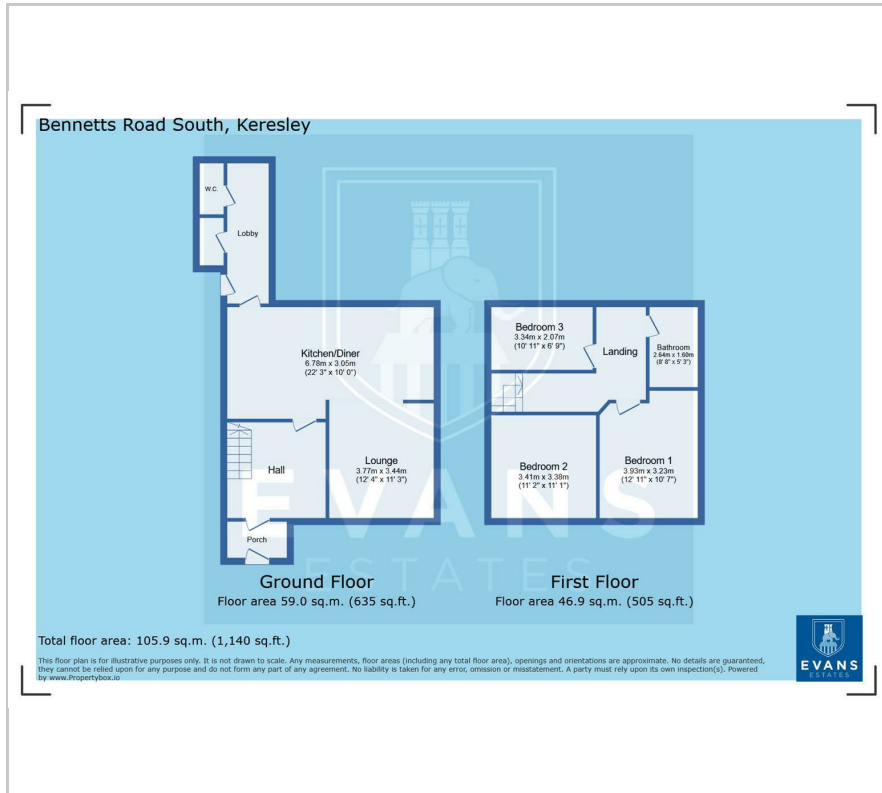 Bennetts Road South, Keresley
W.C.
Lobby
Kitchen/Diner
6.78m x 3.05m
(22' 3" x 10' 0")
Hall
Lounge
3.77m x 3.44m
(12' 4" x 11' 3")
Porch
Bedroom 3
3.34m x 2.07m
(10' 11" x 6' 9")
Landing
Bathroom
2.64m x 1.60m
(8' 8" x 5' 3")
Bedroom 2
3.41m x 3.38m
(11' 2" x 11' 1")
Bedroom 1
3.93m x 3.23m
(12' 11" x 10' 7")
EVANS
ESTATES
Ground Floor
Floor area 59.0 sq.m. (635 sq.ft.)
First Floor
Floor area 46.9 sq.m. (505 sq.ft.)
Total floor area: 105.9 sq.m. (1,140 sq.ft.)
This floor plan is for illustrative purposes only. It is not drawn to scale. Any measurements, floor areas (including any total floor area), openings and orientations are approximate. No details are guaranteed,
they cannot be relied upon for any purpose and do not form any part of any agreement. No liability is taken for any error, omission or misstatement. A party must rely upon its own inspection(s). Powered
by www.Propertybox.io
EVANS
ESTATES